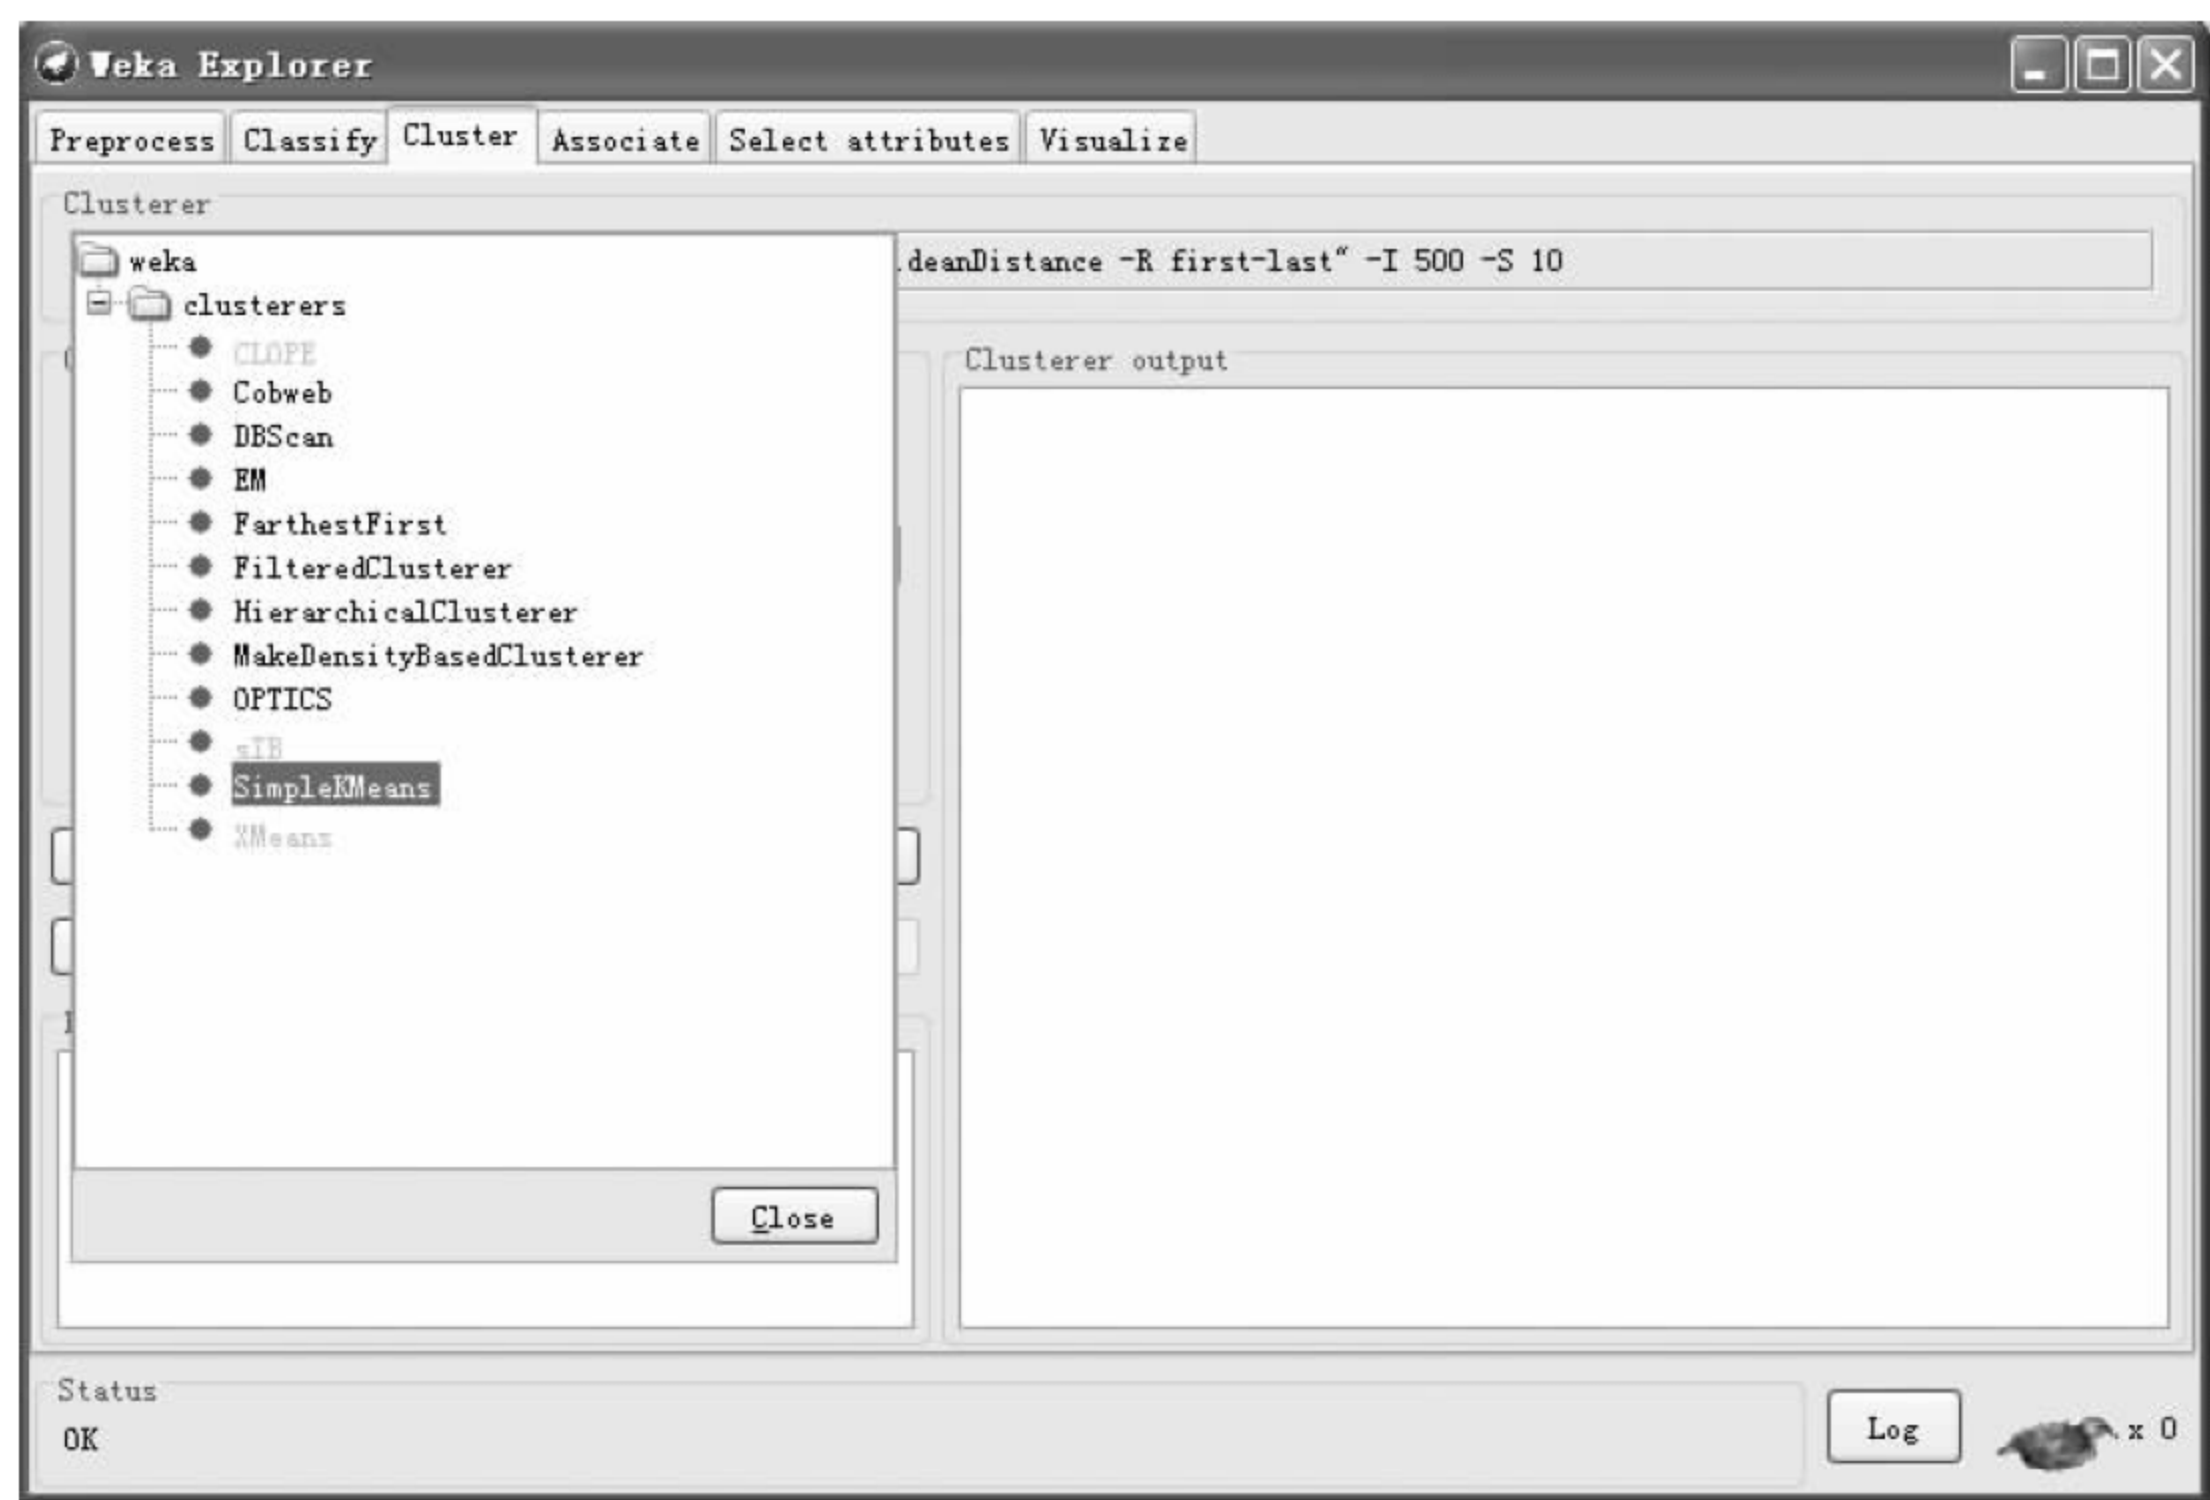 Weka Explorer
Preprocess Classify Cluster Associate Select attributes Visualize
Clusterer
weka
.deanDistance -R first-last" -I 500 -S 10
clusterers
CLOPE
Cobweb
DBScan
EM
FarthestFirst
FilteredClusterer
HierarchicalClusterer
MakeDensityBasedClusterer
OPTICS
sIB
SimpleKMeans
XMeans
Close
Clusterer output
Status
OK
Log
x 0